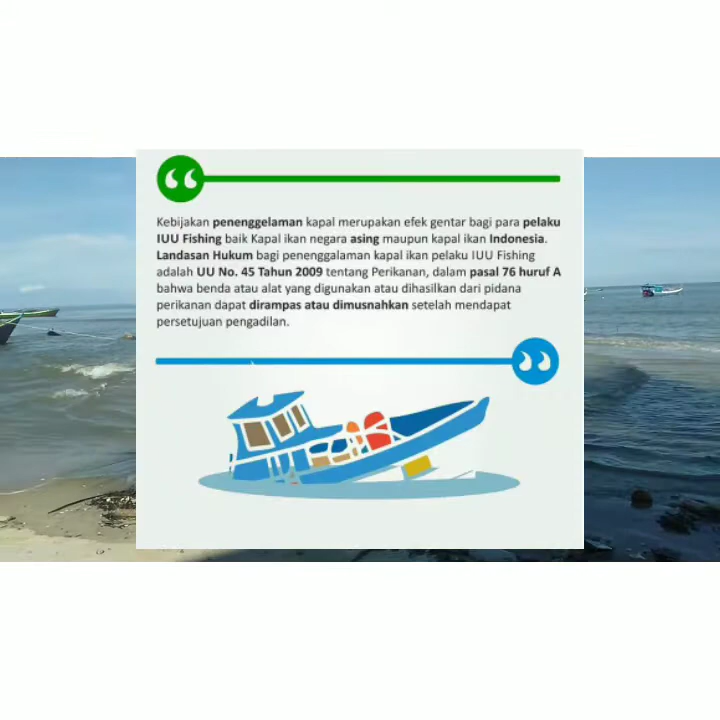 Kebijakan penenggelaman kapal merupakan efek gentar bagi para pelaku
IUU Fishing baik Kapal ikan negara asing maupun kapal ikan Indonesia.
Landasan Hukum bagi penenggalaman kapal ikan pelaku IUU Fishing
adalah UU No. 45 Tahun 2009 tentang Perikanan, dalam pasal 76 huruf A
bahwa benda atau alat yang digunakan atau dihasilkan dari pidana
perikanan dapat dirampas atau dimusnahkan setelah mendapat
persetujuan pengadilan.